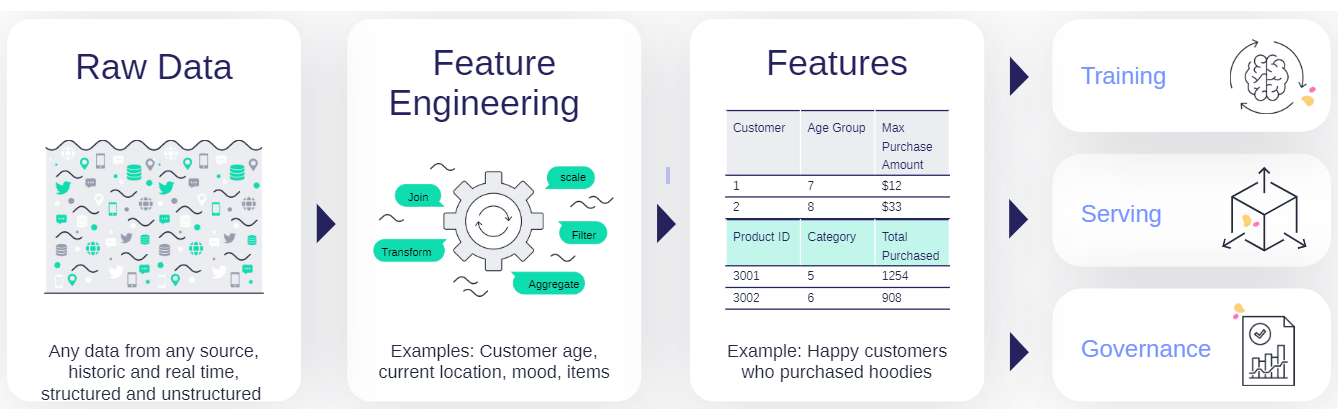 Raw Data
Any data from any source,
historic and real time,
structured and unstructured
Feature
Engineering
scale
Join
Filter
Transform
Aggregate
Examples: Customer age,
current location, mood, items
Features
Customer Age Group Max
Purchase
Amount
1 7 $12
2 8 $33
Product ID Category Total
Purchased
3001 5 1254
3002 6 908
Example: Happy customers
who purchased hoodies
Training
Serving
Governance